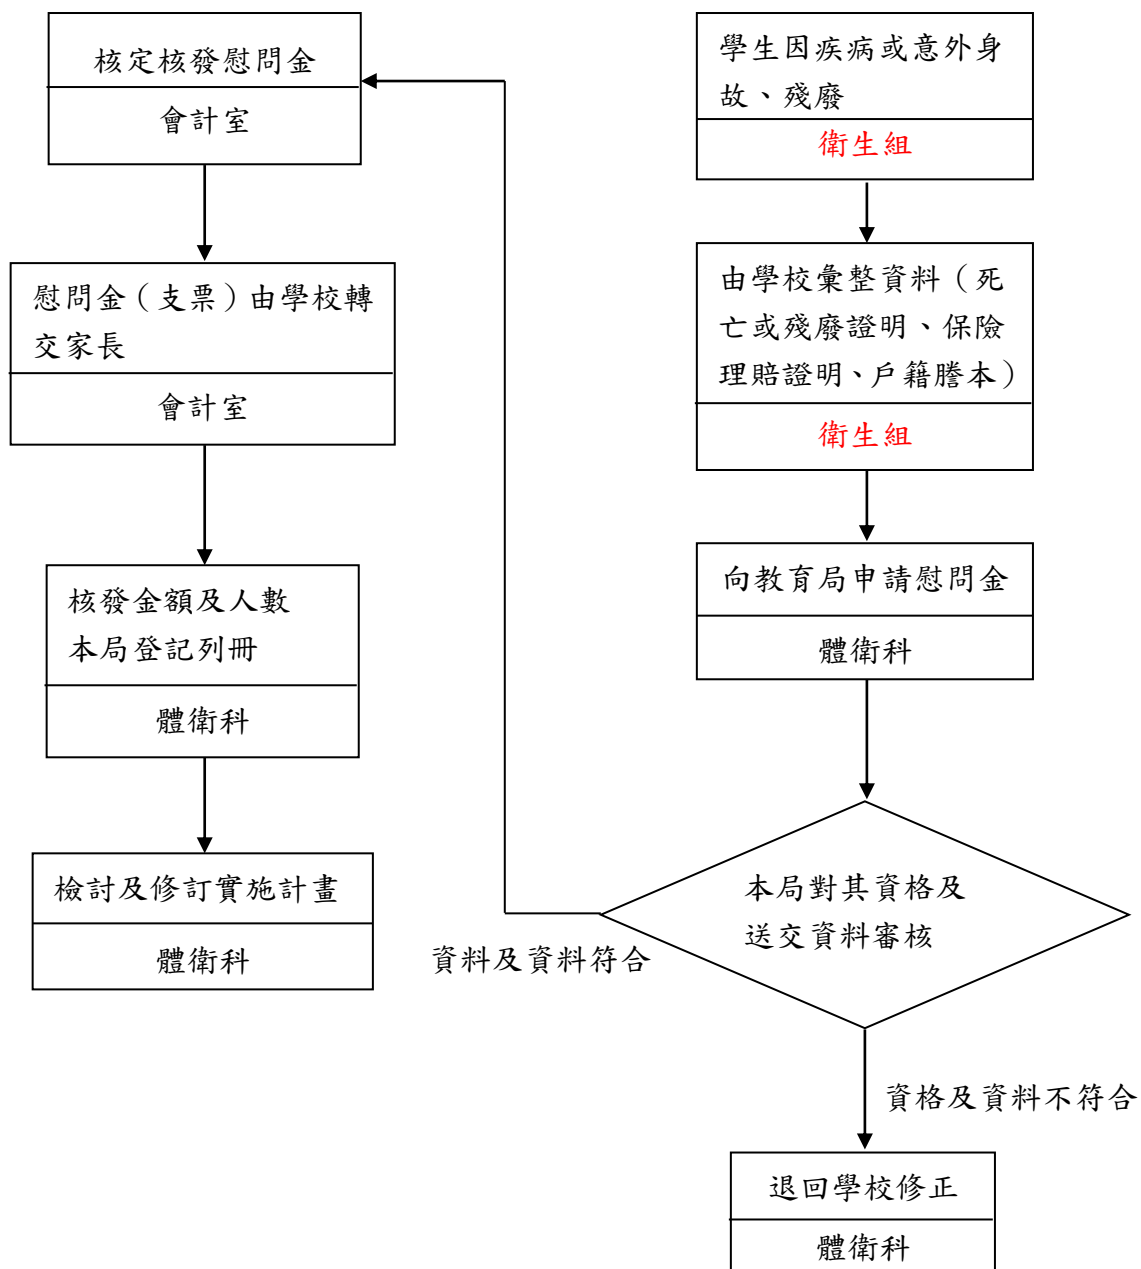 學生因疾病或意外身
故、殘廢
衛生組
由學校彙整資料（死
亡或殘廢證明、保險
理賠證明、戶籍謄本）
衛生組
向教育局申請慰問金
體衛科
本局對其資格及
送交資料審核
資料及資料符合
資格及資料不符合
退回學校修正
體衛科
核定核發慰問金
會計室
慰問金（支票）由學校轉
交家長
會計室
核發金額及人數
本局登記列冊
體衛科
檢討及修訂實施計畫
體衛科